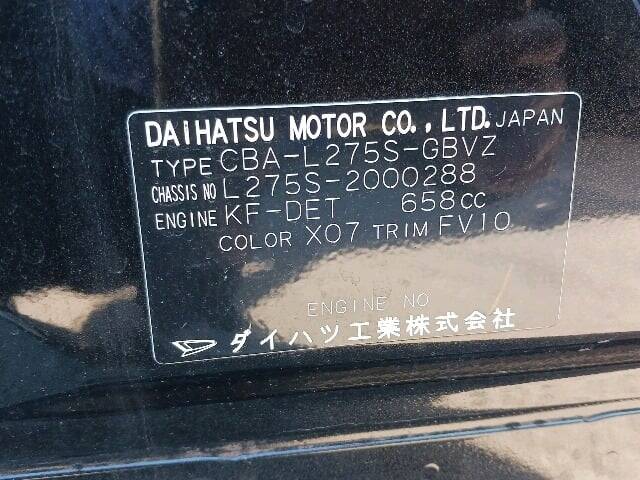 DAIHATSU MOTOR CO., LTD. JAPAN
TYPE CBA-L275S-GBVZ
CHASSIS NO L275S-2000288
ENGINE KF-DET 658CC
COLOR X07 TRIM FV10
ENGINE NO
ダイハツ工業株式会社